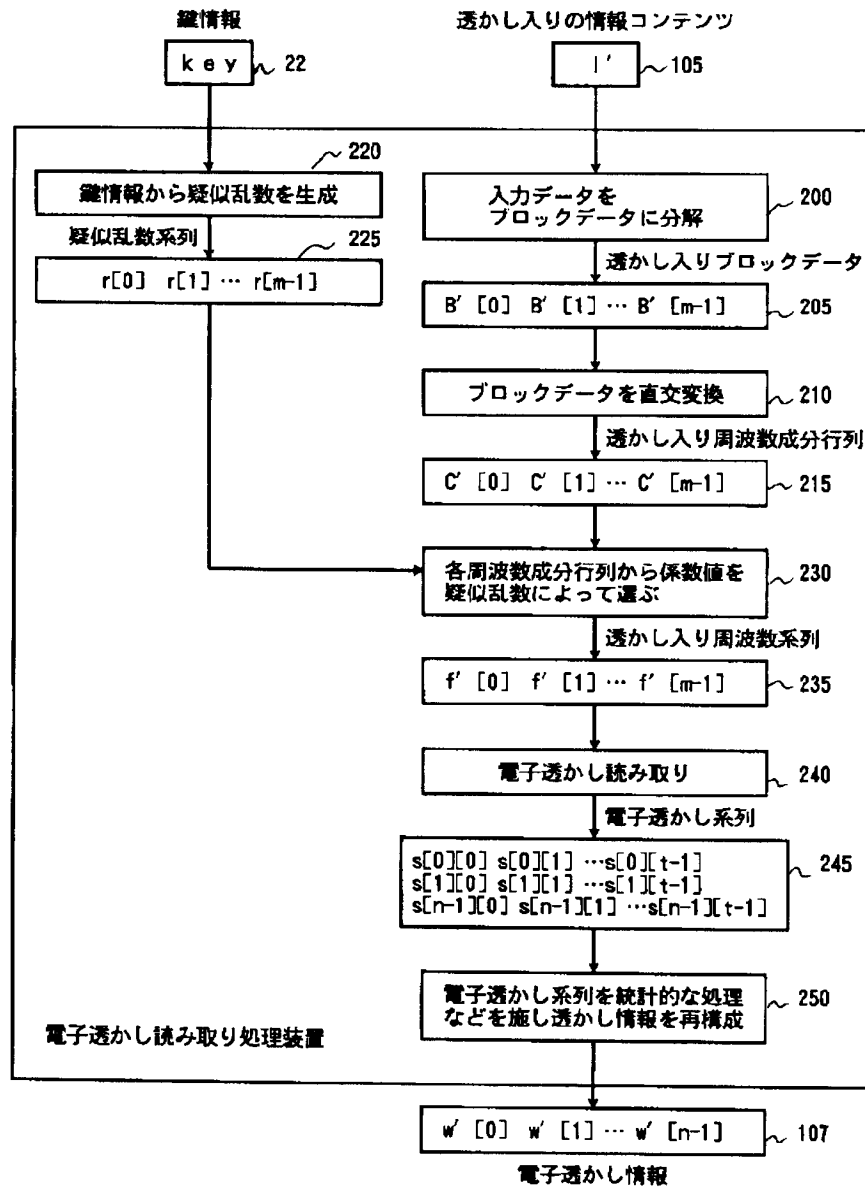 鍵情報
key
22
透かし入りの情報コンテンツ
I'
105
220
鍵情報から疑似乱数を生成
疑似乱数系列
225
r[0] r[1] … r[m-1]
入力データを
ブロックデータに分解
200
透かし入りブロックデータ
B' [0] B' [1] … B' [m-1]
205
ブロックデータを直交変換
210
透かし入り周波数成分行列
C' [0] C' [1] … C' [m-1]
215
各周波数成分行列から係数値を
疑似乱数によって選ぶ
230
透かし入り周波数系列
f' [0] f' [1] … f' [m-1]
235
電子透かし読み取り
240
電子透かし系列
s[0][0] s[0][1] …s[0][t-1]
s[1][0] s[1][1] …s[1][t-1]
s[n-1][0] s[n-1][1] …s[n-1][t-1]
245
電子透かし系列を統計的な処理
などを施し透かし情報を再構成
250
電子透かし読み取り処理装置
w' [0] w' [1] … w' [n-1]
107
電子透かし情報